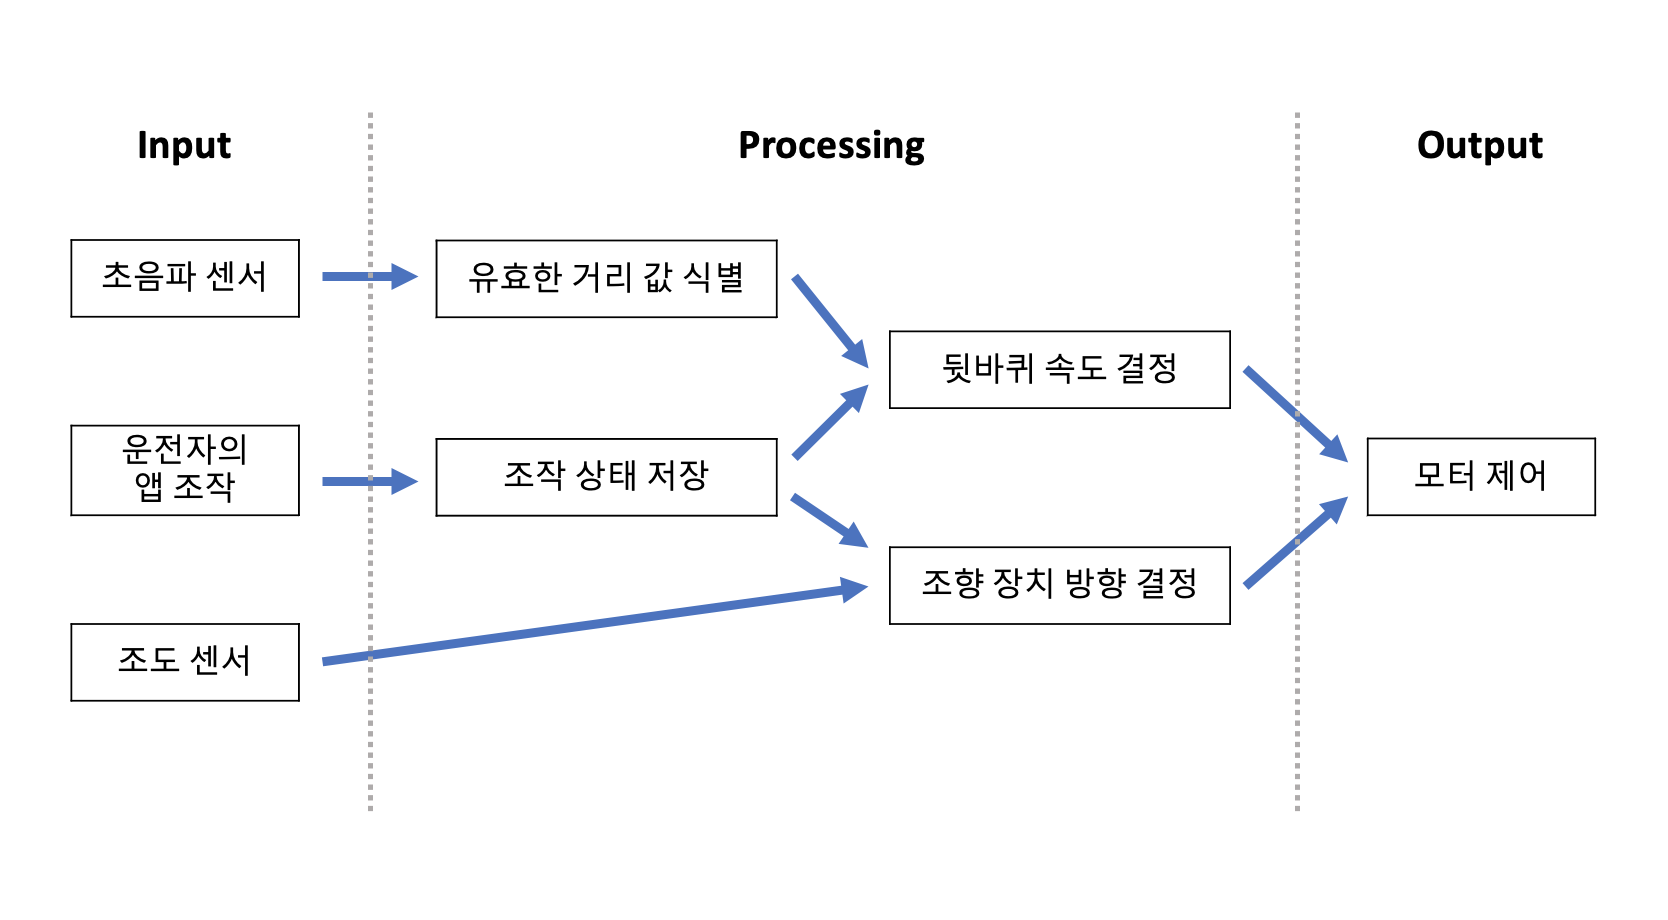 Input
Processing
Output
초음파 센서
유효한 거리 값 식별
뒷바퀴 속도 결정
운전자의
앱 조작
조작 상태 저장
모터 제어
조향 장치 방향 결정
조도 센서